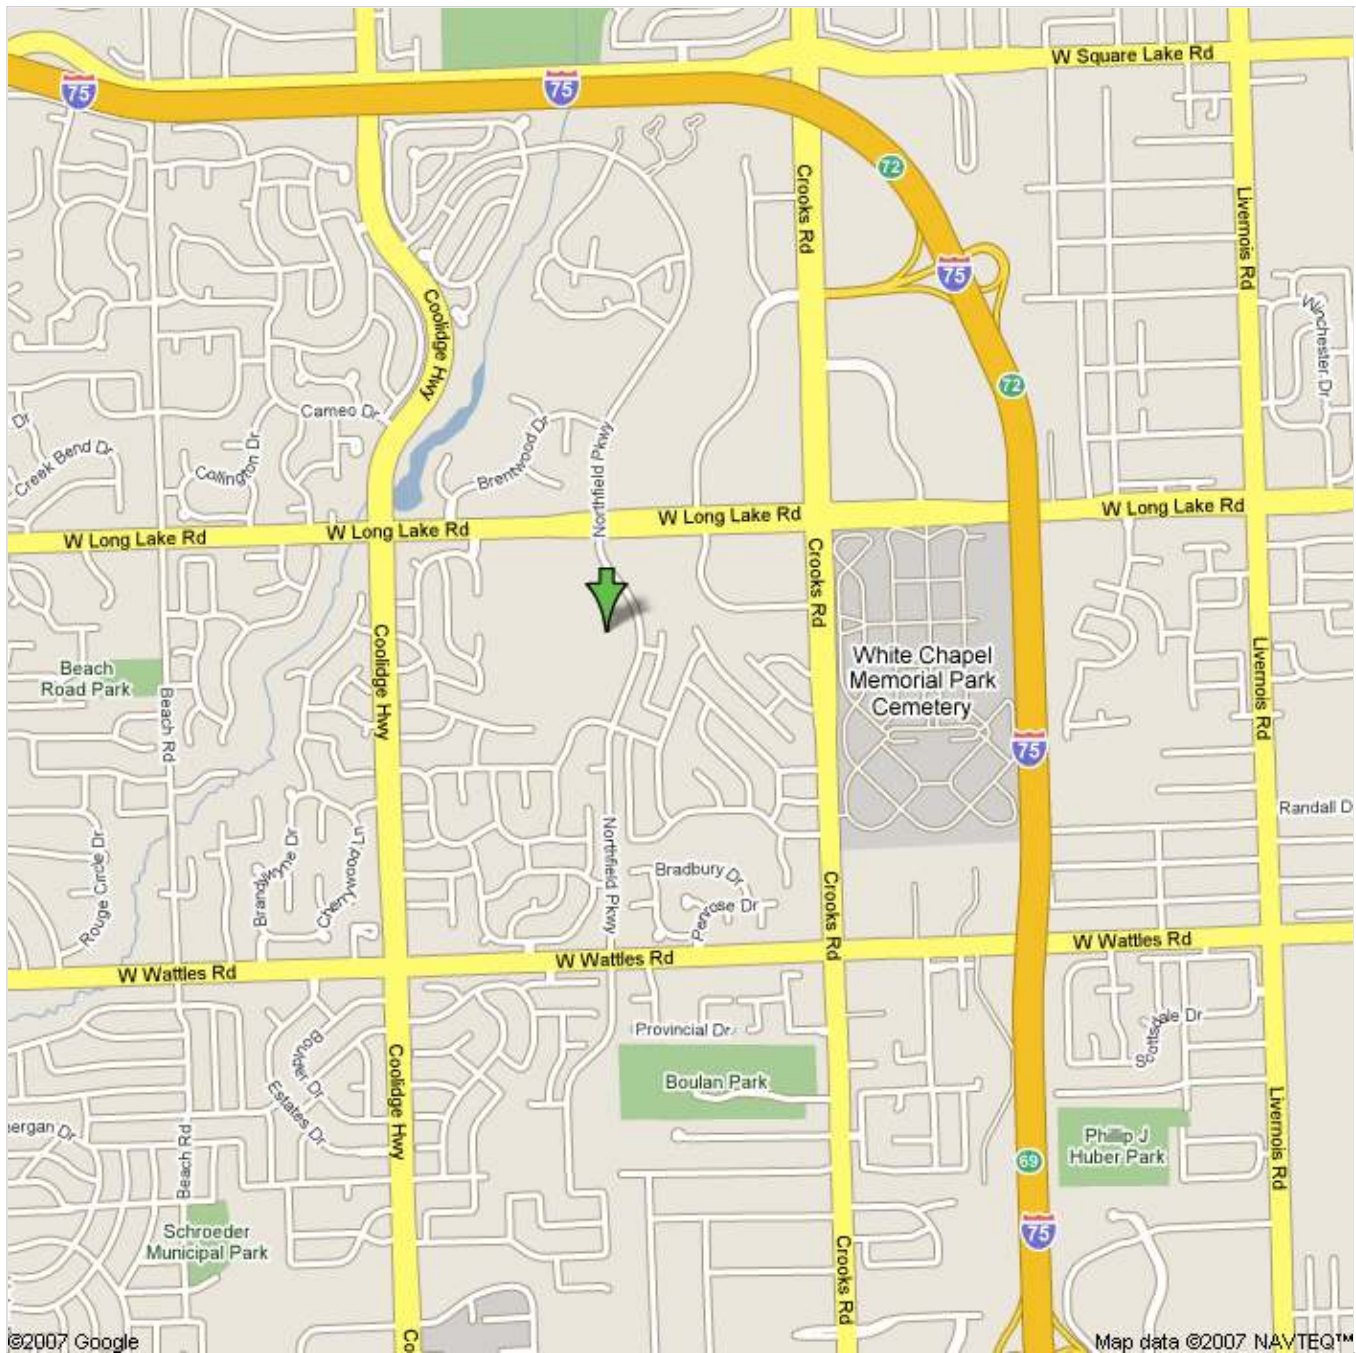 W Square Lake Rd
75
75
72
Crooks Rd
Livernois Rd
75
Winchester Dr
Coolidge Hwy
72
Cameo Dr
Dr
Creek Bend Dr
Collington Dr
Brentwood Dr
Northfield Pkwy
W Long Lake Rd
W Long Lake Rd
W Long Lake Rd
W Long Lake Rd
Crooks Rd
Beach
Road Park
Beach Rd
Coolidge Hwy
White Chapel
Memorial Park
Cemetery
Livernois Rd
75
Randall D
Rouge Circle Dr
Brandywyne Dr
Cherrywood Ln
Northfield Pkwy
Bradbury Dr
Penrose Dr
Crooks Rd
W Wattles Rd
W Wattles Rd
W Wattles Rd
Provincial Dr
Scottsdale Dr
Boulder Dr
Estates Dr
Coolidge Hwy
Boulan Park
Livernois Rd
ergan Dr
Beach Rd
Phillip J
Huber Park
69
Schroeder
Municipal Park
75
Crooks Rd
Co
©2007 Google
Map data ©2007 NAVTEQ™